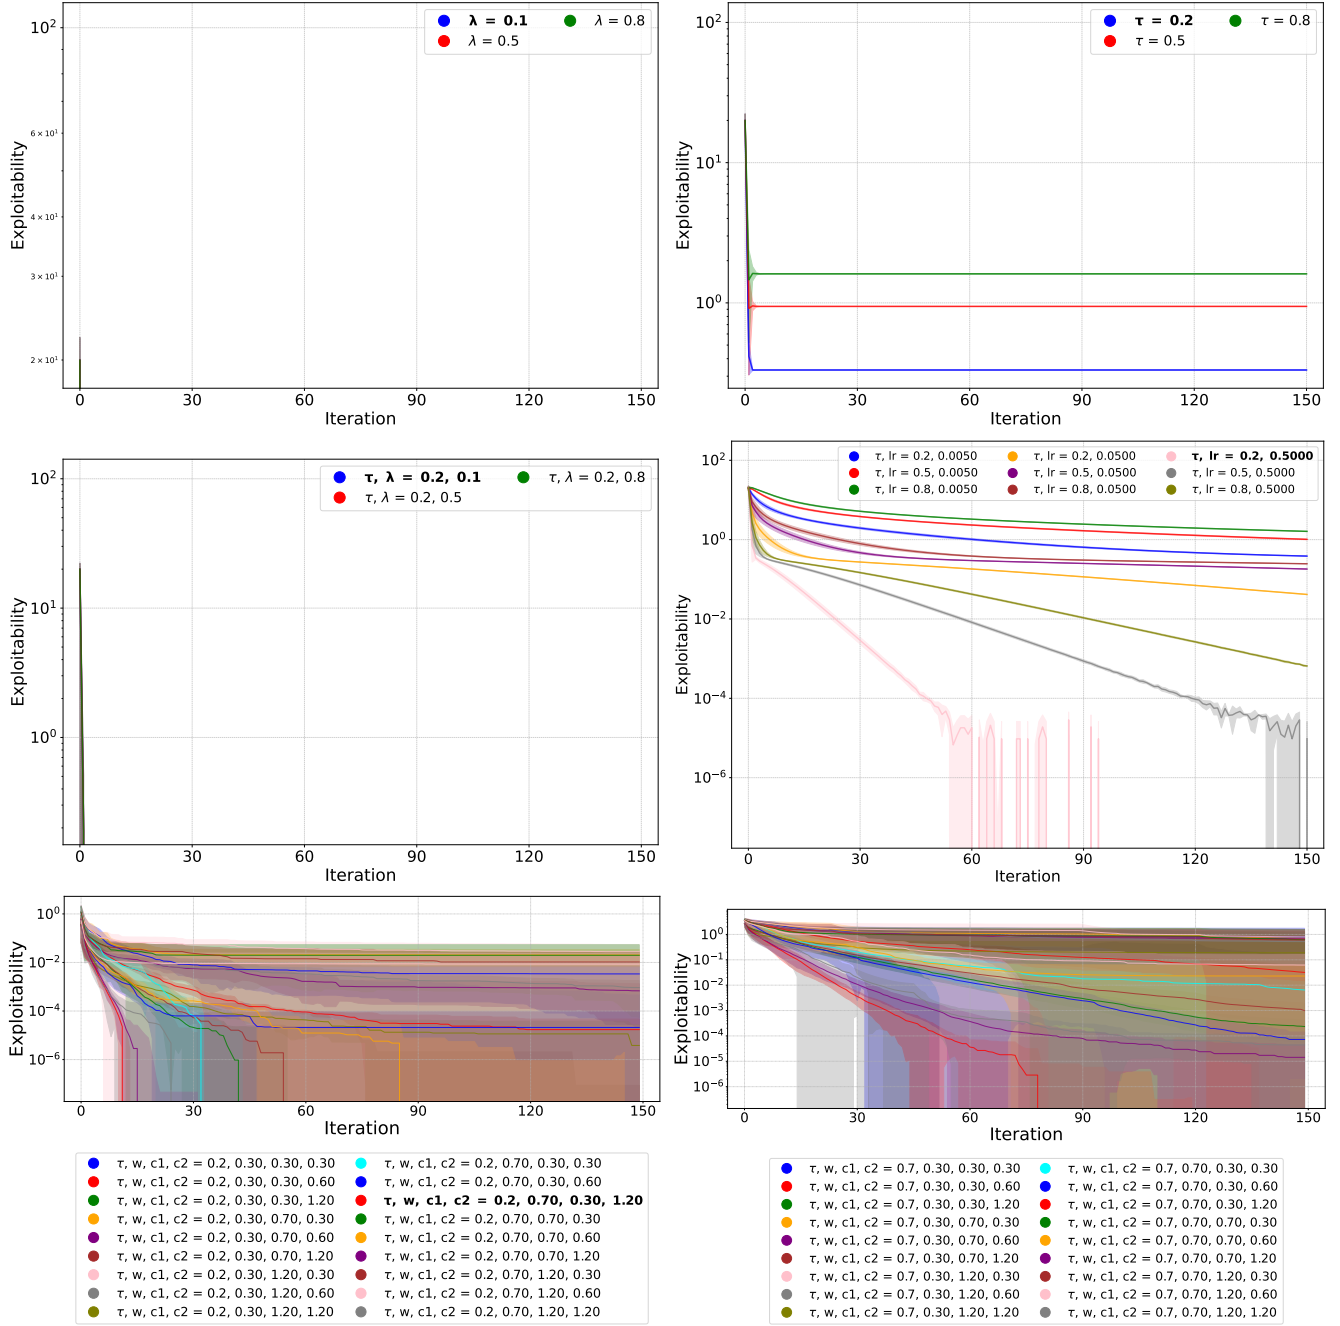 λ = 0.1 λ = 0.8
λ = 0.5
10²
6 × 10¹
4 × 10¹
3 × 10¹
2 × 10¹
Exploitability
0 30 60 90 120 150
Iteration
τ = 0.2 τ = 0.8
τ = 0.5
10²
10¹
10⁰
Exploitability
0 30 60 90 120 150
Iteration
τ, λ = 0.2, 0.1 τ, λ = 0.2, 0.8
τ, λ = 0.2, 0.5
10²
10¹
10⁰
Exploitability
0 30 60 90 120 150
Iteration
τ, lr = 0.2, 0.0050 τ, lr = 0.2, 0.0500 τ, lr = 0.2, 0.5000
τ, lr = 0.5, 0.0050 τ, lr = 0.5, 0.0500 τ, lr = 0.5, 0.5000
τ, lr = 0.8, 0.0050 τ, lr = 0.8, 0.0500 τ, lr = 0.8, 0.5000
10²
10⁰
10⁻²
10⁻⁴
10⁻⁶
Exploitability
0 30 60 90 120 150
Iteration
10⁰
10⁻²
10⁻⁴
10⁻⁶
Exploitability
0 30 60 90 120 150
Iteration
τ, w, c1, c2 = 0.2, 0.30, 0.30, 0.30 τ, w, c1, c2 = 0.2, 0.70, 0.30, 0.30
τ, w, c1, c2 = 0.2, 0.30, 0.30, 0.60 τ, w, c1, c2 = 0.2, 0.70, 0.30, 0.60
τ, w, c1, c2 = 0.2, 0.30, 0.30, 1.20 τ, w, c1, c2 = 0.2, 0.70, 0.30, 1.20
τ, w, c1, c2 = 0.2, 0.30, 0.70, 0.30 τ, w, c1, c2 = 0.2, 0.70, 0.70, 0.30
τ, w, c1, c2 = 0.2, 0.30, 0.70, 0.60 τ, w, c1, c2 = 0.2, 0.70, 0.70, 0.60
τ, w, c1, c2 = 0.2, 0.30, 0.70, 1.20 τ, w, c1, c2 = 0.2, 0.70, 0.70, 1.20
τ, w, c1, c2 = 0.2, 0.30, 1.20, 0.30 τ, w, c1, c2 = 0.2, 0.70, 1.20, 0.30
τ, w, c1, c2 = 0.2, 0.30, 1.20, 0.60 τ, w, c1, c2 = 0.2, 0.70, 1.20, 0.60
τ, w, c1, c2 = 0.2, 0.30, 1.20, 1.20 τ, w, c1, c2 = 0.2, 0.70, 1.20, 1.20
10⁰
10⁻¹
10⁻²
10⁻³
10⁻⁴
10⁻⁵
10⁻⁶
Exploitability
0 30 60 90 120 150
Iteration
τ, w, c1, c2 = 0.7, 0.30, 0.30, 0.30 τ, w, c1, c2 = 0.7, 0.70, 0.30, 0.30
τ, w, c1, c2 = 0.7, 0.30, 0.30, 0.60 τ, w, c1, c2 = 0.7, 0.70, 0.30, 0.60
τ, w, c1, c2 = 0.7, 0.30, 0.30, 1.20 τ, w, c1, c2 = 0.7, 0.70, 0.30, 1.20
τ, w, c1, c2 = 0.7, 0.30, 0.70, 0.30 τ, w, c1, c2 = 0.7, 0.70, 0.70, 0.30
τ, w, c1, c2 = 0.7, 0.30, 0.70, 0.60 τ, w, c1, c2 = 0.7, 0.70, 0.70, 0.60
τ, w, c1, c2 = 0.7, 0.30, 0.70, 1.20 τ, w, c1, c2 = 0.7, 0.70, 0.70, 1.20
τ, w, c1, c2 = 0.7, 0.30, 1.20, 0.30 τ, w, c1, c2 = 0.7, 0.70, 1.20, 0.30
τ, w, c1, c2 = 0.7, 0.30, 1.20, 0.60 τ, w, c1, c2 = 0.7, 0.70, 1.20, 0.60
τ, w, c1, c2 = 0.7, 0.30, 1.20, 1.20 τ, w, c1, c2 = 0.7, 0.70, 1.20, 1.20